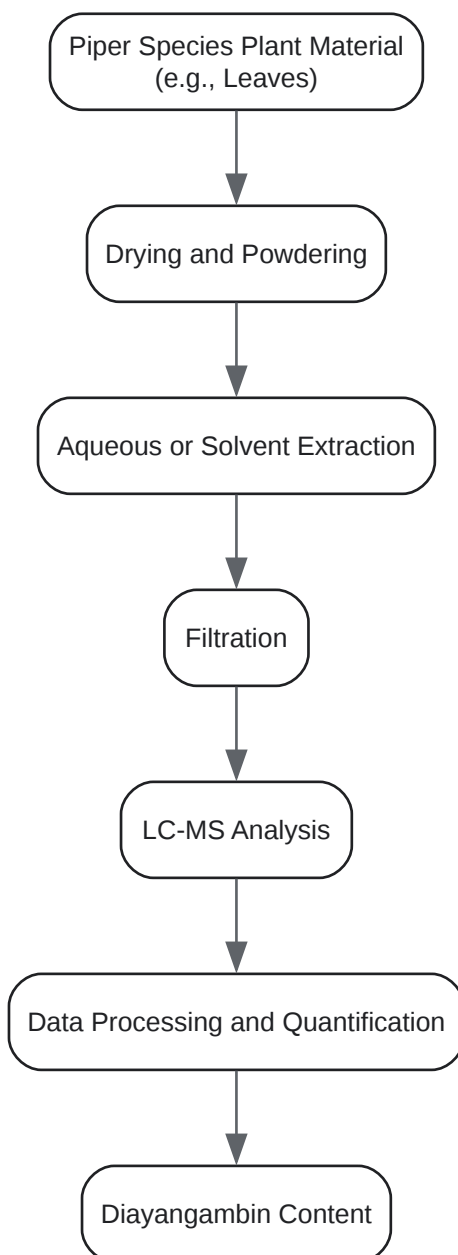 Piper Species Plant Material
(e.g., Leaves)
Drying and Powdering
Aqueous or Solvent Extraction
Filtration
LC-MS Analysis
Data Processing and Quantification
Diayangambin Content